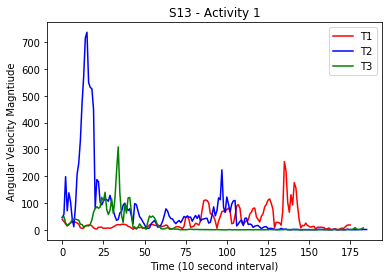 S13 - Activity 1
Angular Velocity Magntiude
700
600
500
400
300
200
100
0
T1
T2
T3
0 25 50 75 100 125 150 175
Time (10 second interval)